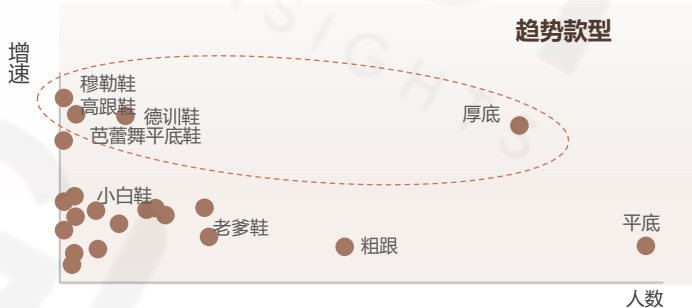 趋势款型
增速
穆勒鞋
高跟鞋
德训鞋
厚底
芭蕾舞平底鞋
小白鞋
老爹鞋
平底
粗跟
人数
INSIGHTS